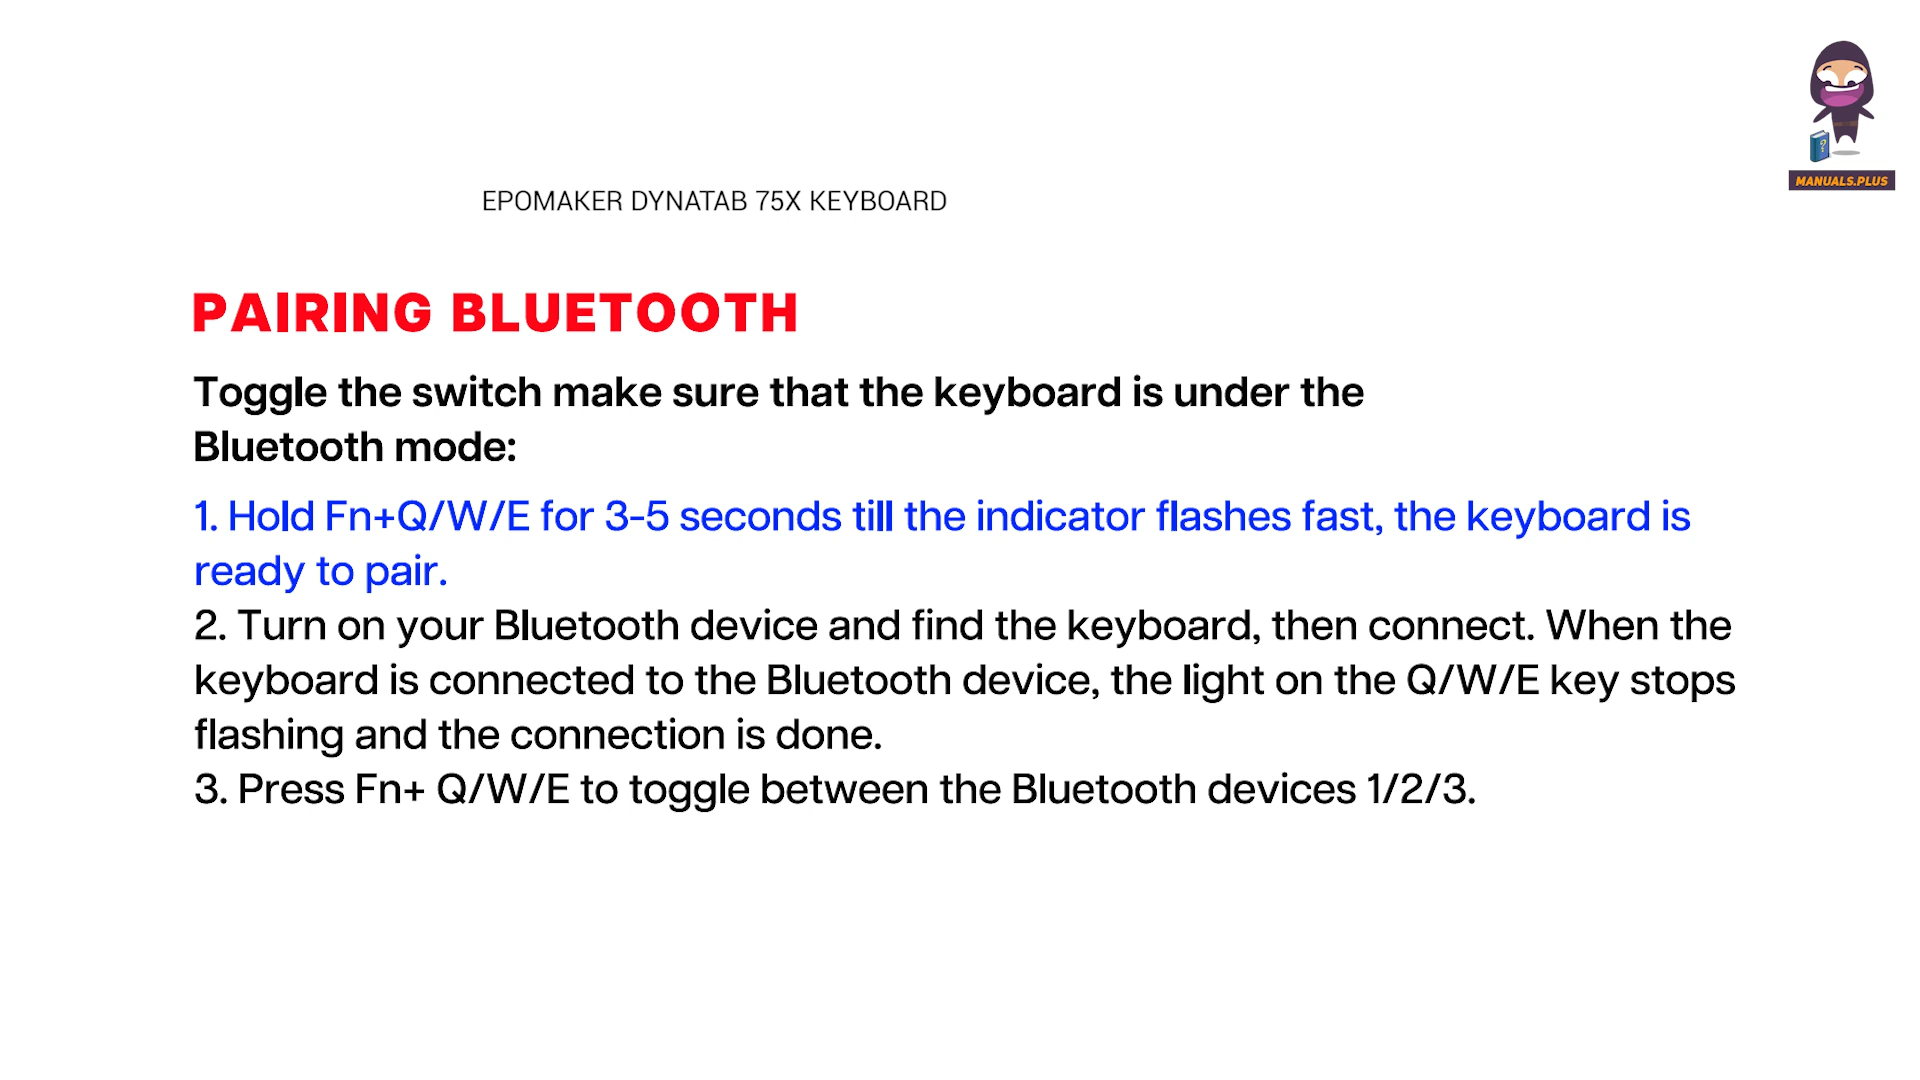 MANUALS.PLUS
EPOMAKER DYNATAB 75X KEYBOARD
PAIRING BLUETOOTH
Toggle the switch make sure that the keyboard is under the
Bluetooth mode:
1. Hold Fn+Q/W/E for 3-5 seconds till the indicator flashes fast, the keyboard is
ready to pair.
2. Turn on your Bluetooth device and find the keyboard, then connect. When the
keyboard is connected to the Bluetooth device, the light on the Q/W/E key stops
flashing and the connection is done.
3. Press Fn+ Q/W/E to toggle between the Bluetooth devices 1/2/3.